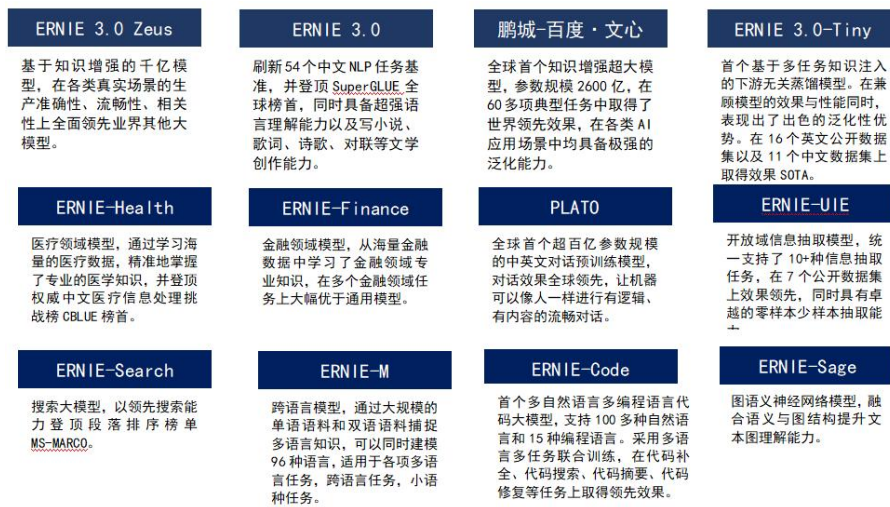 ERNIE 3.0 Zeus
基于知识增强的千亿模
型，在各类真实场景的生
产准确性、流畅性、相关
性上全面领先业界其他大
模型。
ERNIE 3.0
刷新54个中文NLP任务基
准，并登顶 SuperGLUE 全
球榜首，同时具备超强语
言理解能力以及写小说、
歌词、诗歌、对联等文学
创作能力。
鹏城-百度·文心
全球首个知识增强超大模
型，参数规模2600亿，在
60多项典型任务中取得了
世界领先效果，在各类AI
应用场景中均具备极强的
泛化能力。
ERNIE 3.0-Tiny
首个基于多任务知识注入
的下游无关蒸馏模型。在兼
顾模型的效果与性能同时，
表现出了出色的泛化性优
势。在16个英文公开数据
集以及11个中文数据集上
取得效果SOTA。
ERNIE-Health
医疗领域模型，通过学习海
量的医疗数据，精准地掌握
了专业的医学知识，并登顶
权威中文医疗信息处理挑
战榜CBLUE榜首。
ERNIE-Finance
金融领域模型，从海量金融
数据中学习了金融领域专
业知识，在多个金融领域任
务上大幅优于通用模型。
PLATO
全球首个超百亿参数规模
的中英文对话预训练模型，
对话效果全球领先，让机器
可以像人一样进行有逻辑、
有内容的流畅对话。
ERNIE-UIE
开放域信息抽取模型，统
一支持了10+种信息抽取
任务，在7个公开数据集
上效果领先，同时具有卓
越的零样本少样本抽取能
ERNIE-Search
搜索大模型，以领先搜索能
力登顶段落排序榜单
MS-MARCO。
ERNIE-M
跨语言模型，通过大规模的
单语语料和双语语料捕捉
多语言知识，可以同时建模
96种语言，适用于各项多语
言任务，跨语言任务，小语
种任务。
ERNIE-Code
首个多自然语言多编程语言代
码大模型，支持100多种自然语
言和15种编程语言。采用多语
言多任务联合训练，在代码补
全、代码搜索、代码摘要、代码
修复等任务上取得领先效果。
ERNIE-Sage
图语义神经网络模型，融
合语义与图结构提升文
本图理解能力。